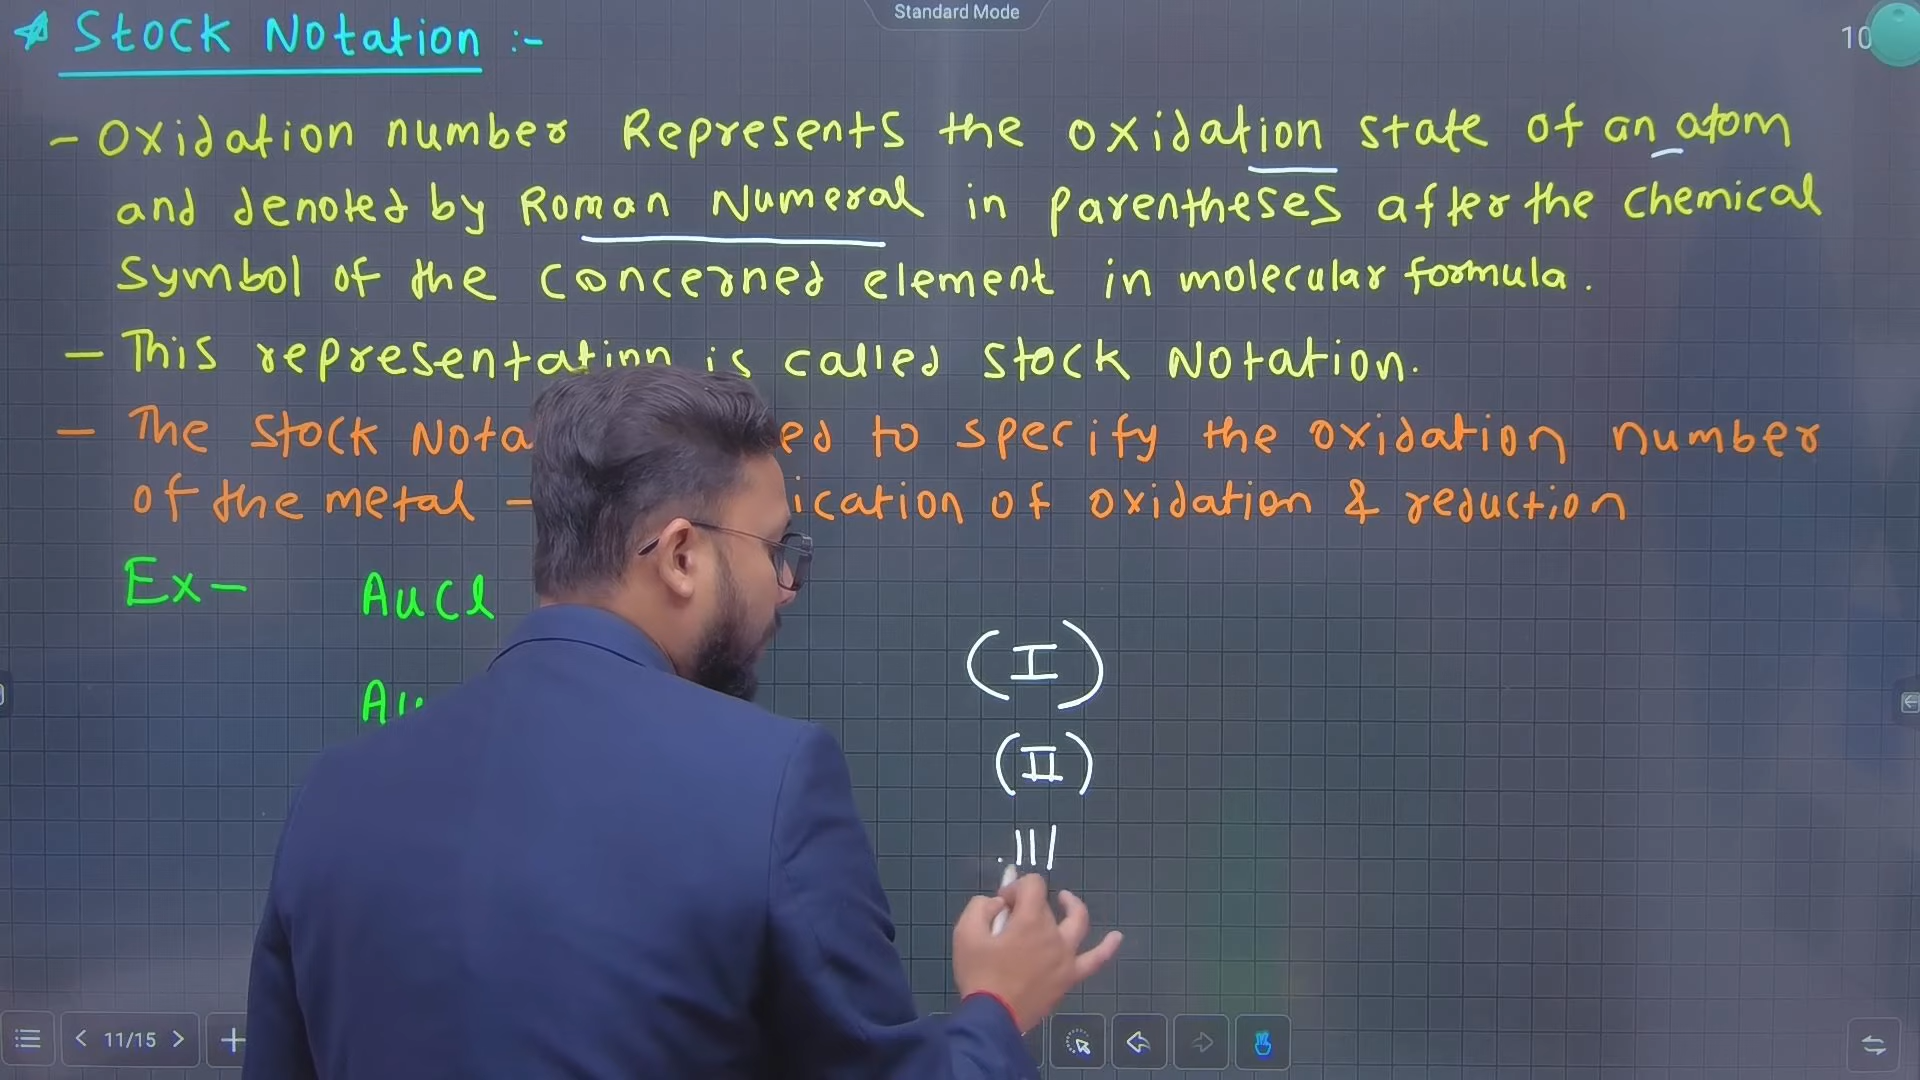 Standard Mode
10
* Stock Notation :-
- Oxidation number Represents the oxidation state of an atom
and denoted by Roman Numeral in parentheses after the chemical
Symbol of the concerned element in molecular formula.
- This representation is called Stock Notation.
- The Stock Nota ed to specify the oxidation number
of the metal - ication of oxidation & reduction
Ex- AuCl
(I)
Au
(II)
III
11/15